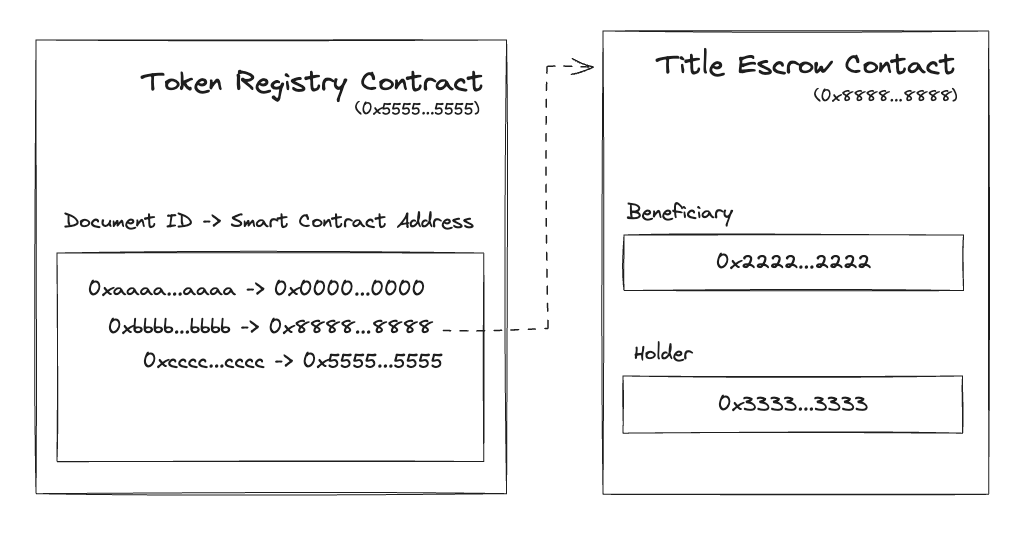 Token Registry Contract
(0x5555...5555)
Document ID -> Smart Contract Address
0xaaaa...aaaa -> 0x0000...0000
0xbbbb...bbbb -> 0x8888...8888
0xcccc...cccc -> 0x5555...5555
Title Escrow Contact
(0x8888...8888)
Beneficiary
0x2222...2222
Holder
0x3333...3333